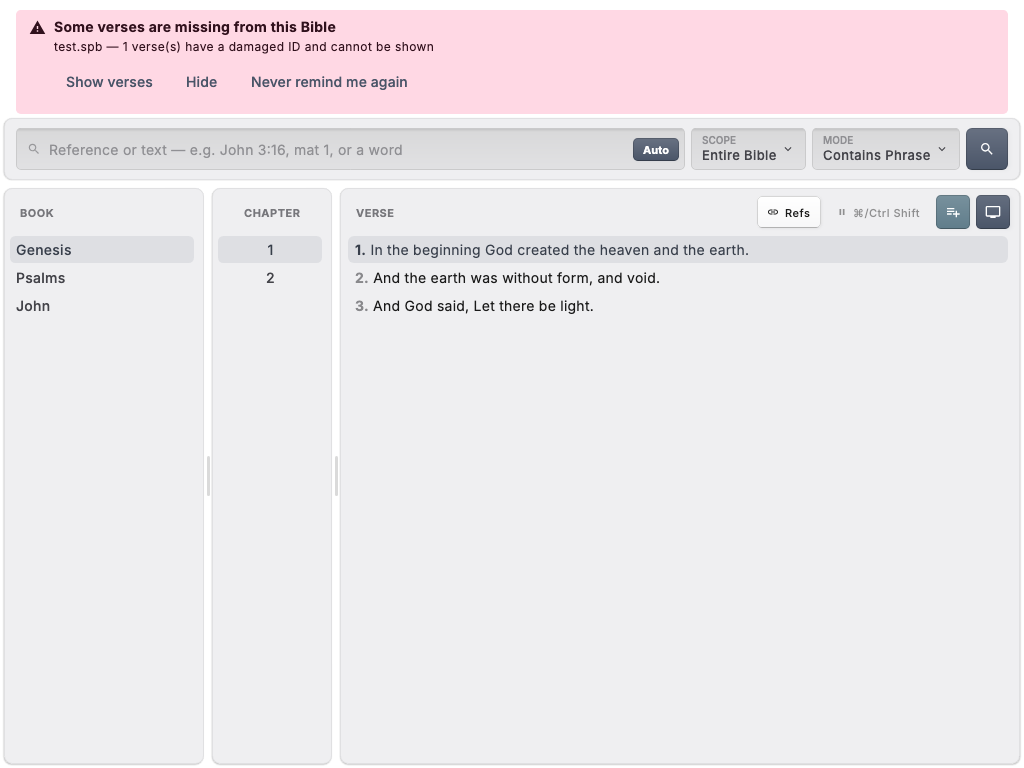 Some verses are missing from this Bible
test.spb — 1 verse(s) have a damaged ID and cannot be shown
Show verses Hide Never remind me again
Reference or text — e.g. John 3:16, mat 1, or a word
Auto
SCOPE
Entire Bible
MODE
Contains Phrase
BOOK
Genesis
Psalms
John
CHAPTER
1
2
VERSE
Refs
⌘/Ctrl Shift
1. In the beginning God created the heaven and the earth.
2. And the earth was without form, and void.
3. And God said, Let there be light.